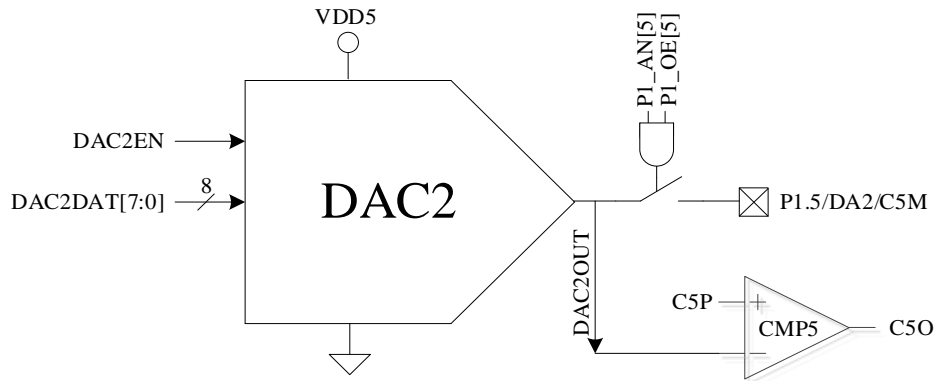 VDD5
P1_AN[5]
P1_OE[5]
DAC2EN
DAC2DAT[7:0]
8
DAC2
P1.5/DA2/C5M
DAC2OUT
C5P
+
CMP5
C5O
−